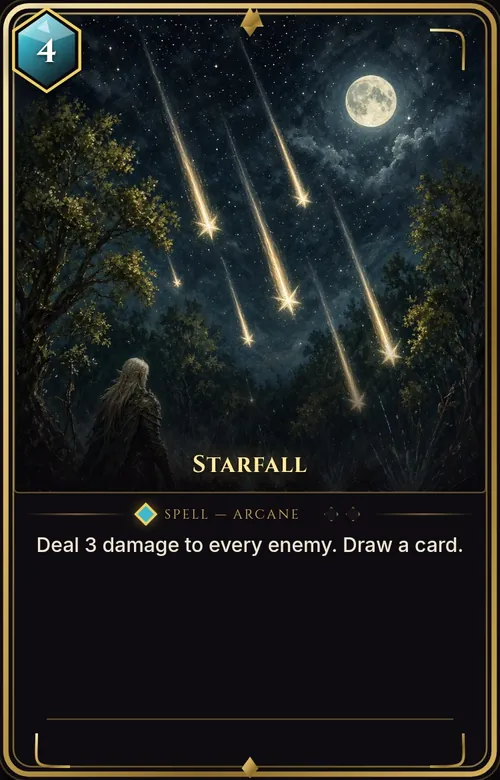 4
STARFALL
SPELL — ARCANE
Deal 3 damage to every enemy. Draw a card.